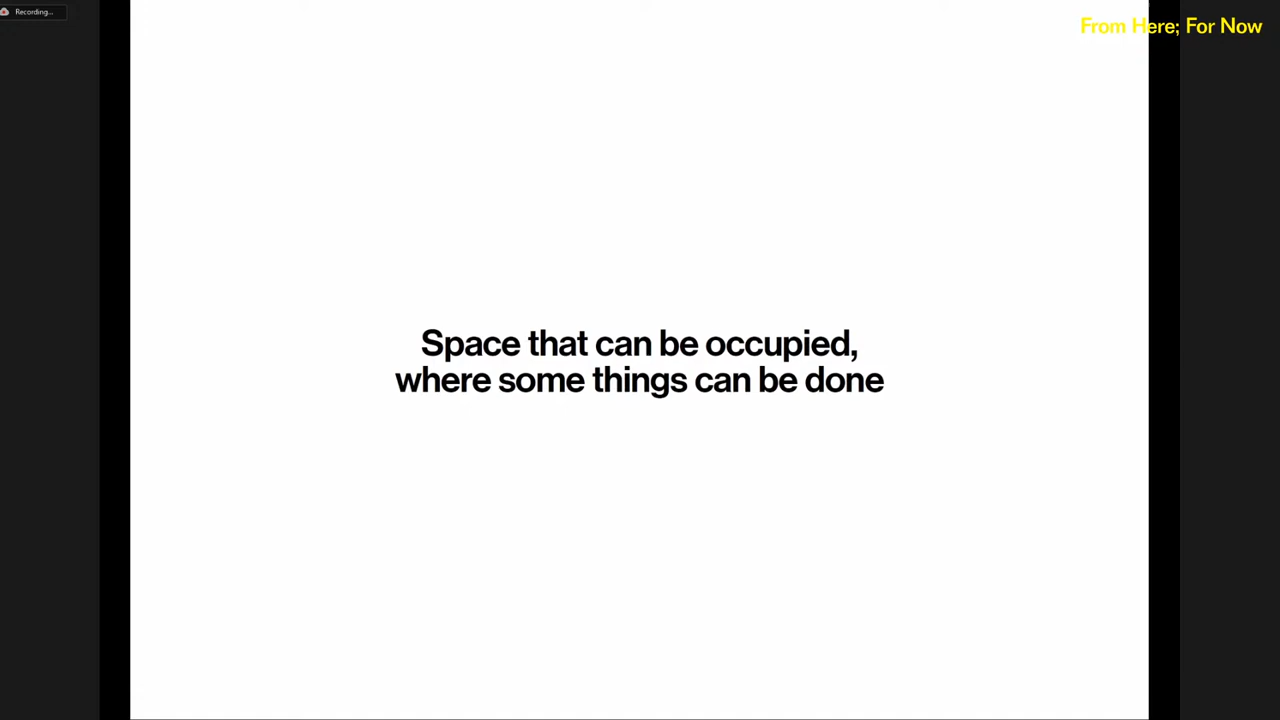 Recording...
From Here; For Now
Space that can be occupied,
where some things can be done